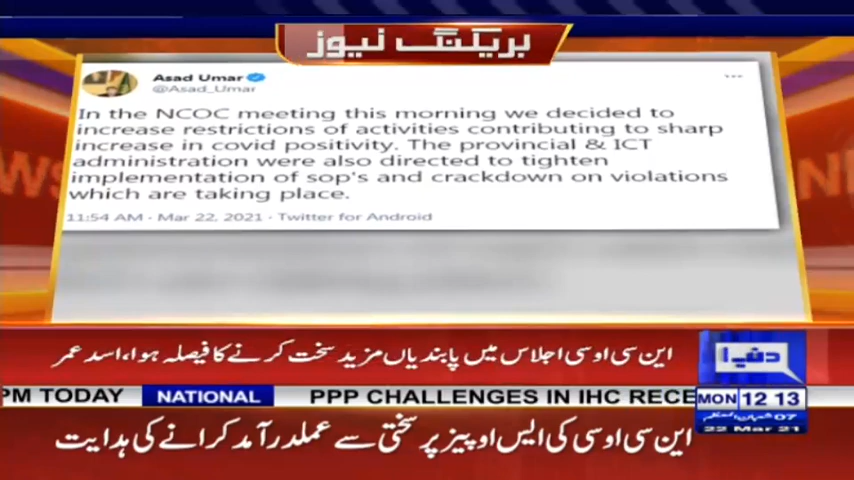 بریکنگ نیوز
Asad Umar
@Asad_Umar
In the NCOC meeting this morning we decided to
increase restrictions of activities contributing to sharp
increase in covid positivity. The provincial & ICT
administration were also directed to tighten
implementation of sop's and crackdown on violations
which are taking place.
11:54 AM · Mar 22, 2021 · Twitter for Android
این سی او سی اجلاس میں پابندیاں مزید سخت کرنے کا فیصلہ ہوا، اسد عمر
دنیا
PM TODAY NATIONAL PPP CHALLENGES IN IHC RECE
MON 12 13
07 شعبان المعظم
22 Mar 21
این سی او سی کی ایس او پیز پر سختی سے عملدرآمد کرانے کی ہدایت